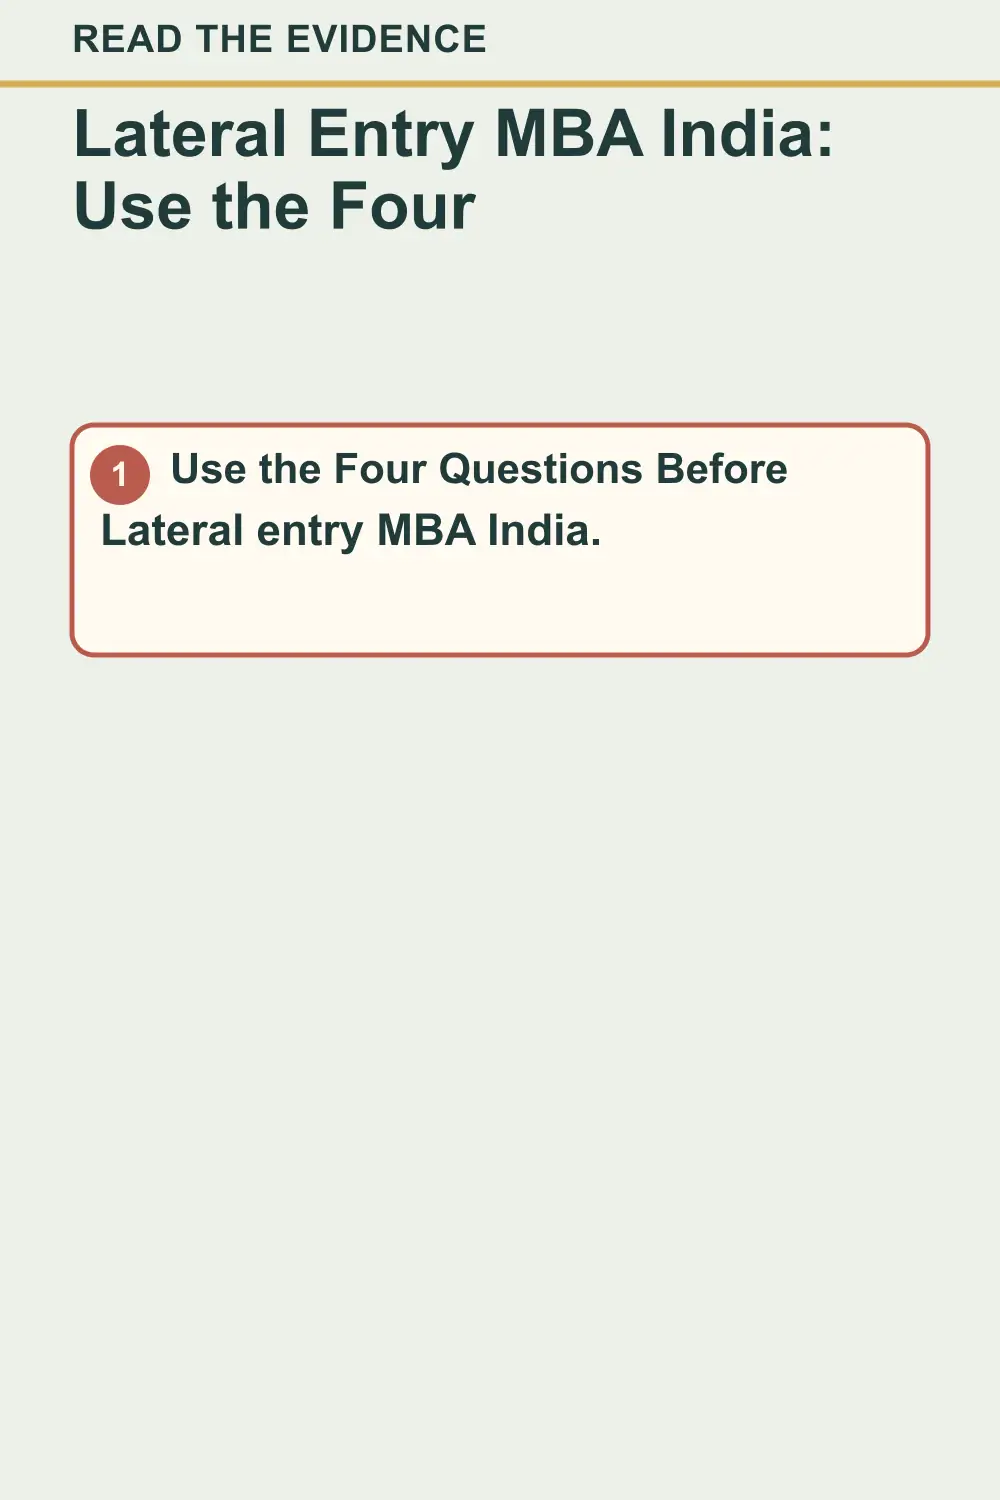 READ THE EVIDENCE
Lateral Entry MBA India:
Use the Four
1 Use the Four Questions Before
Lateral entry MBA India.